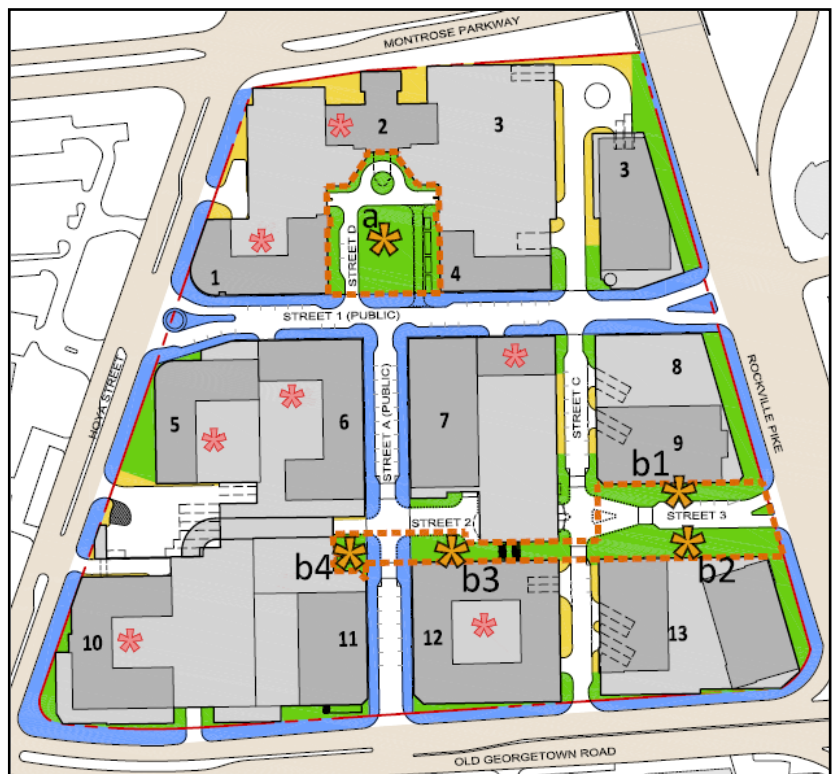 MONTROSE PARKWAY
2
3
3
a
STREET D
1
4
STREET 1 (PUBLIC)
HOYA STREET
STREET A (PUBLIC)
STREET C
ROCKVILLE PIKE
8
5
6
7
9
b1
STREET 2
STREET 3
b4
b3
b2
10
11
12
13
OLD GEORGETOWN ROAD